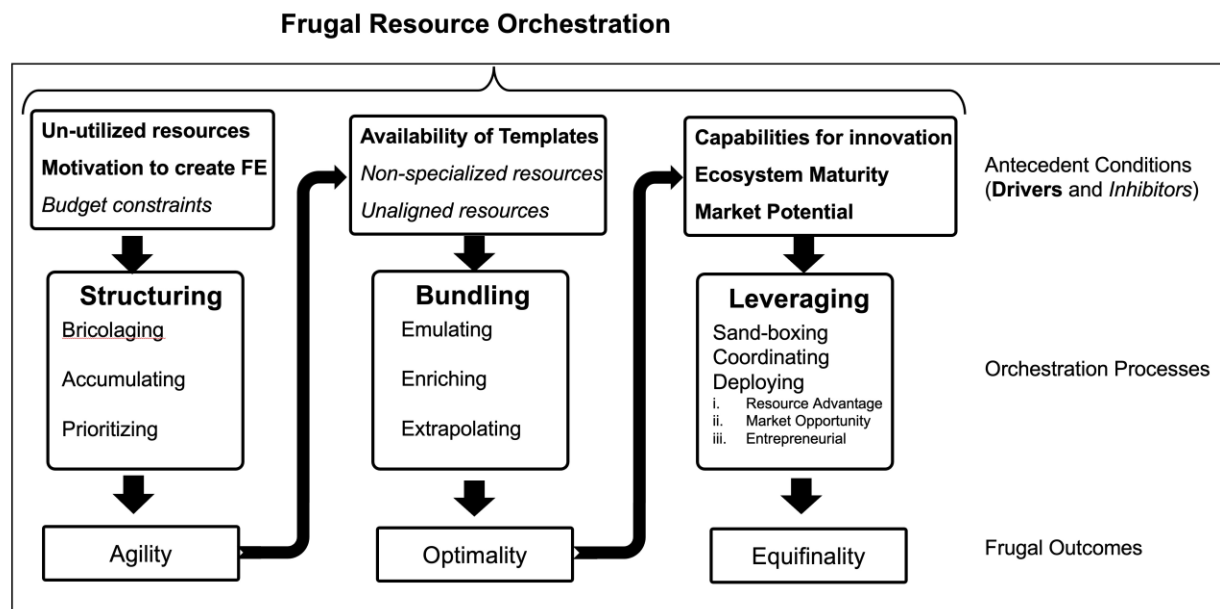 Frugal Resource Orchestration
Un-utilized resources
Motivation to create FE
Budget constraints
Availability of Templates
Non-specialized resources
Unaligned resources
Capabilities for innovation
Ecosystem Maturity
Market Potential
Antecedent Conditions
(Drivers and Inhibitors)
Structuring
Bricolaging
Accumulating
Prioritizing
Bundling
Emulating
Enriching
Extrapolating
Leveraging
Sand-boxing
Coordinating
Deploying
i. Resource Advantage
ii. Market Opportunity
iii. Entrepreneurial
Orchestration Processes
Agility
Optimality
Equifinality
Frugal Outcomes